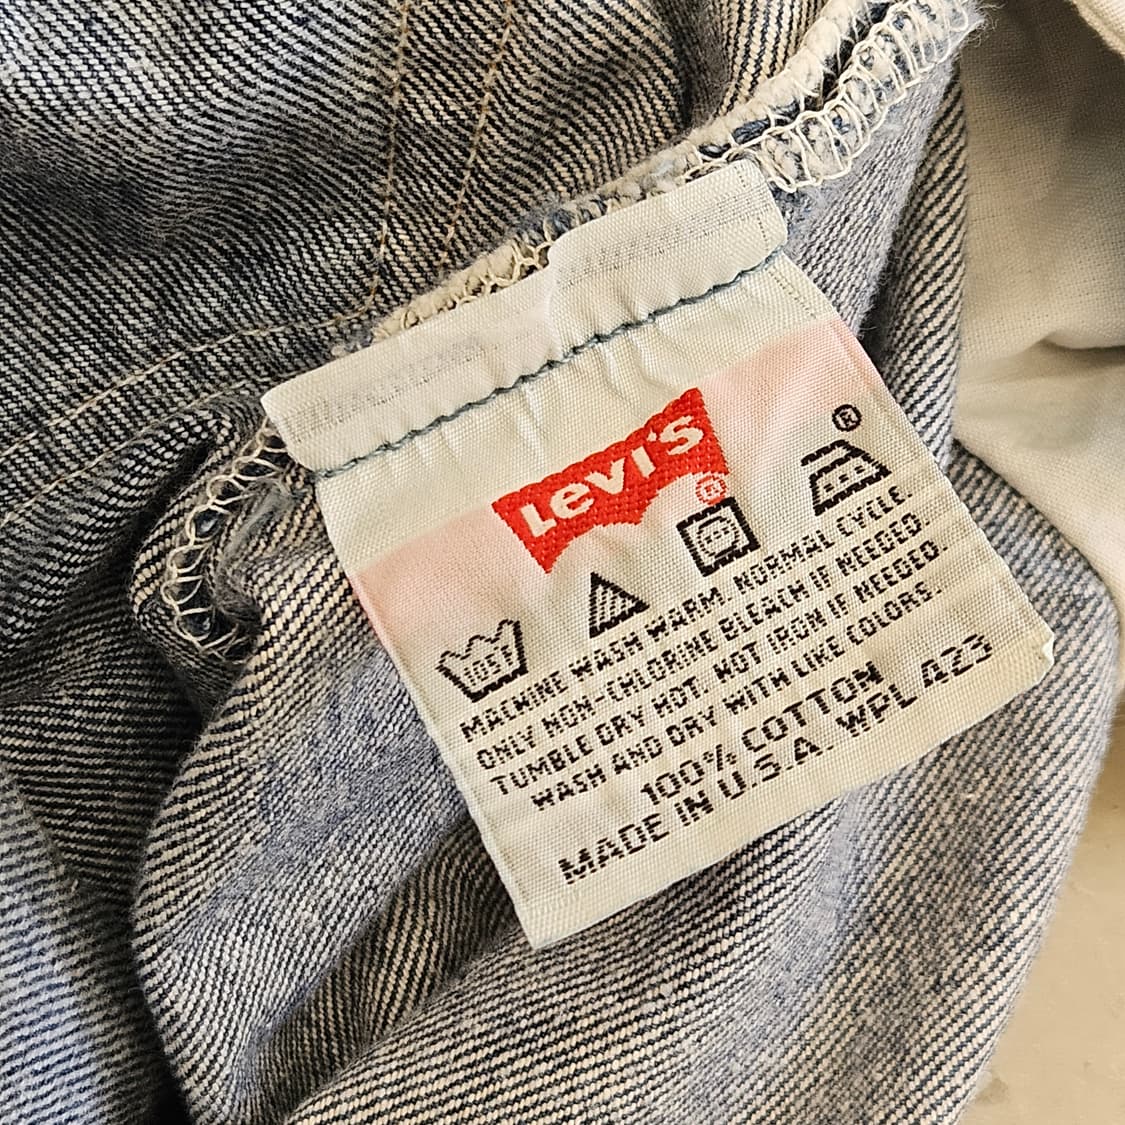 Levi's
®
®
105°
MACHINE WASH WARM. NORMAL CYCLE.
ONLY NON-CHLORINE BLEACH IF NEEDED.
TUMBLE DRY HOT. HOT IRON IF NEEDED.
WASH AND DRY WITH LIKE COLORS.
100% COTTON
MADE IN U.S.A. WPL 423